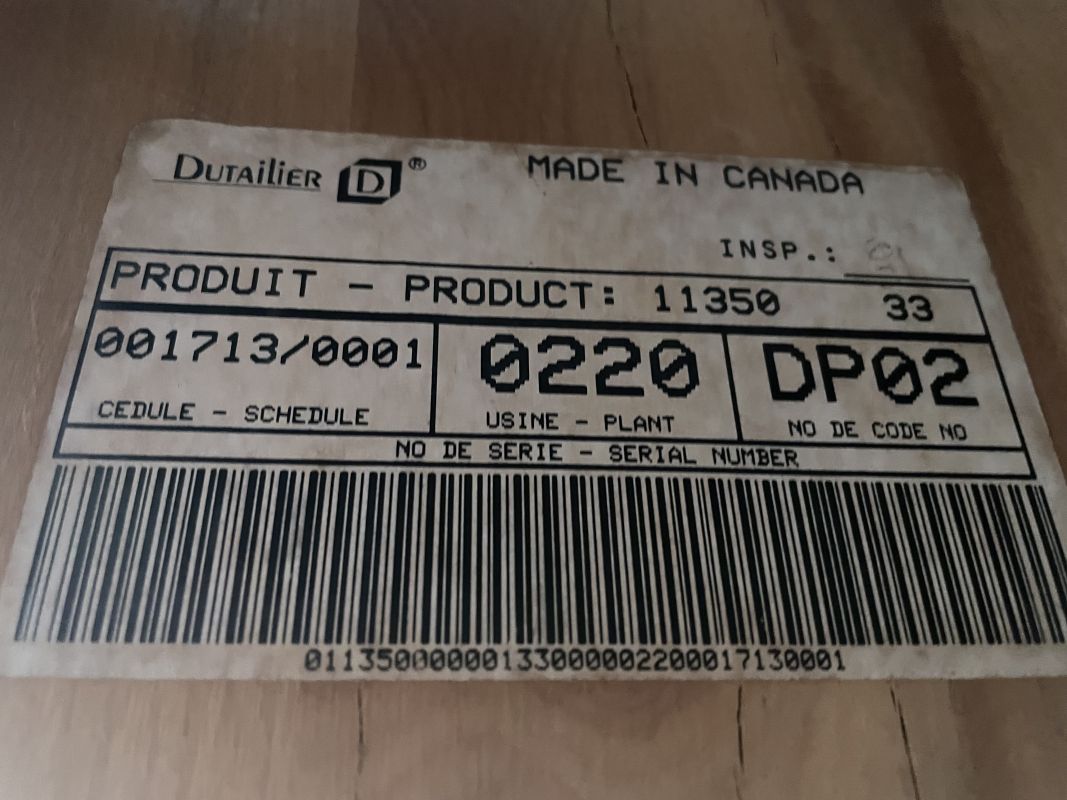 DUTAILIER D® MADE IN CANADA
INSP.:
PRODUIT - PRODUCT: 11350 33
001713/0001 0220 DP02
CEDULE - SCHEDULE USINE - PLANT NO DE CODE NO
NO DE SERIE - SERIAL NUMBER
01135000000133000002200017130001